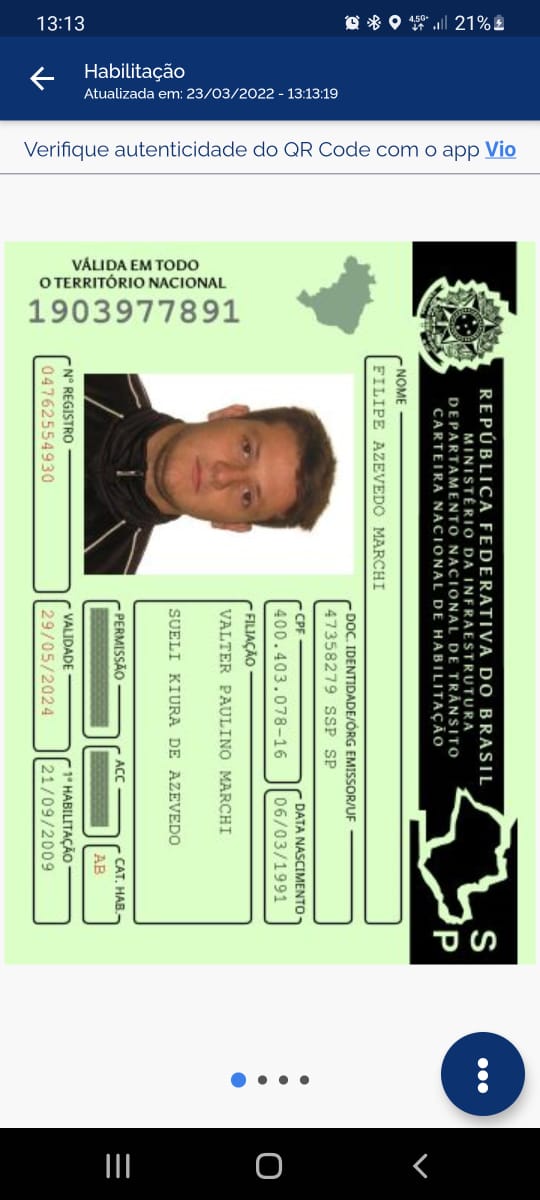 13:13
4,5G+
21%
Habilitação
Atualizada em: 23/03/2022 - 13:13:19
Verifique autenticidade do QR Code com o app Vio
REPÚBLICA FEDERATIVA DO BRASIL
MINISTÉRIO DA INFRAESTRUTURA
DEPARTAMENTO NACIONAL DE TRÂNSITO
CARTEIRA NACIONAL DE HABILITAÇÃO
SP
NOME
FILIPE AZEVEDO MARCHI
DOC. IDENTIDADE/ÓRG EMISSOR/UF
47358279 SSP SP
CPF
400.403.078-16
DATA NASCIMENTO
06/03/1991
FILIAÇÃO
VALTER PAULINO MARCHI
SUELI KIURA DE AZEVEDO
PERMISSÃO
ACC
CAT. HAB.
AB
Nº REGISTRO
04762554930
VALIDADE
29/05/2024
1ª HABILITAÇÃO
21/09/2009
VÁLIDA EM TODO
O TERRITÓRIO NACIONAL
1903977891